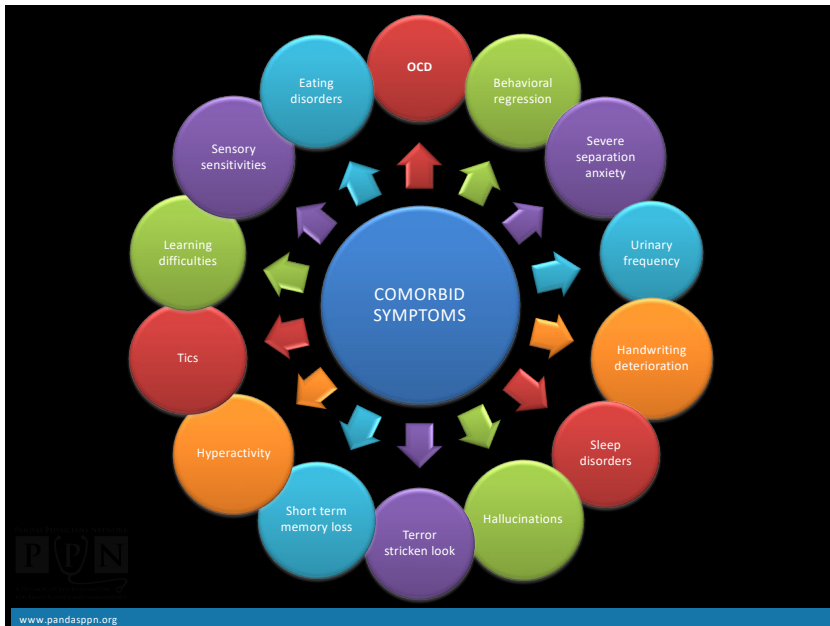 OCD
Behavioral
regression
Severe
separation
anxiety
Urinary
frequency
Handwriting
deterioration
Sleep
disorders
Hallucinations
Terror
stricken look
Short term
memory loss
Hyperactivity
Tics
Learning
difficulties
Sensory
sensitivities
Eating
disorders
COMORBID
SYMPTOMS
PPN
www.pandasppn.org